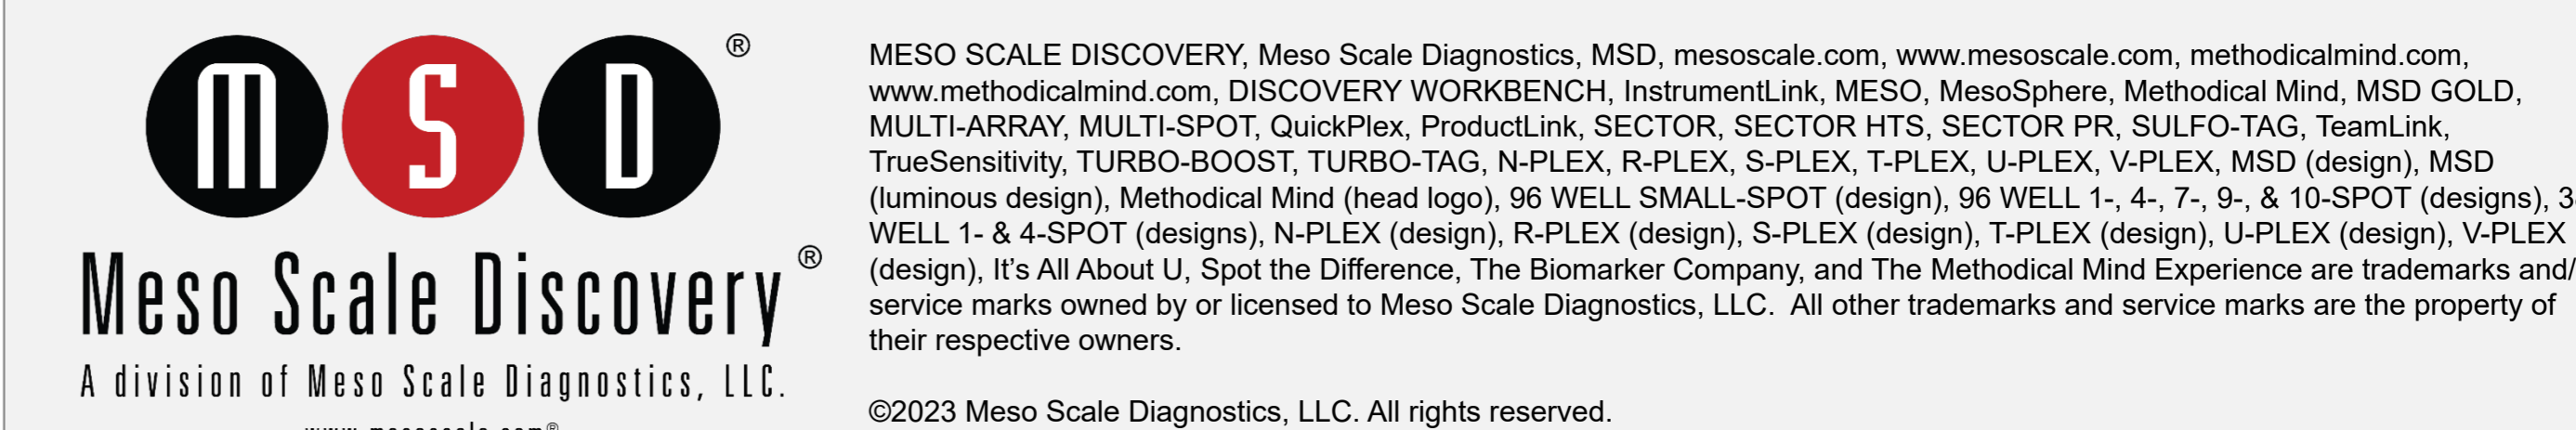 MSD®
Meso Scale Discovery®
A division of Meso Scale Diagnostics, LLC.
MESO SCALE DISCOVERY, Meso Scale Diagnostics, MSD, mesoscale.com, www.mesoscale.com, methodicalmind.com,
www.methodicalmind.com, DISCOVERY WORKBENCH, InstrumentLink, MESO, MesoSphere, Methodical Mind, MSD GOLD,
MULTI-ARRAY, MULTI-SPOT, QuickPlex, ProductLink, SECTOR, SECTOR HTS, SECTOR PR, SULFO-TAG, TeamLink,
TrueSensitivity, TURBO-BOOST, TURBO-TAG, N-PLEX, R-PLEX, S-PLEX, T-PLEX, U-PLEX, V-PLEX, MSD (design), MSD
(luminous design), Methodical Mind (head logo), 96 WELL SMALL-SPOT (design), 96 WELL 1-, 4-, 7-, 9-, & 10-SPOT (designs),
WELL 1- & 4-SPOT (designs), N-PLEX (design), R-PLEX (design), S-PLEX (design), T-PLEX (design), U-PLEX (design), V-PLEX
(design), It’s All About U, Spot the Difference, The Biomarker Company, and The Methodical Mind Experience are trademarks and/
service marks owned by or licensed to Meso Scale Diagnostics, LLC.  All other trademarks and service marks are the property of
their respective owners.
©2023 Meso Scale Diagnostics, LLC. All rights reserved.